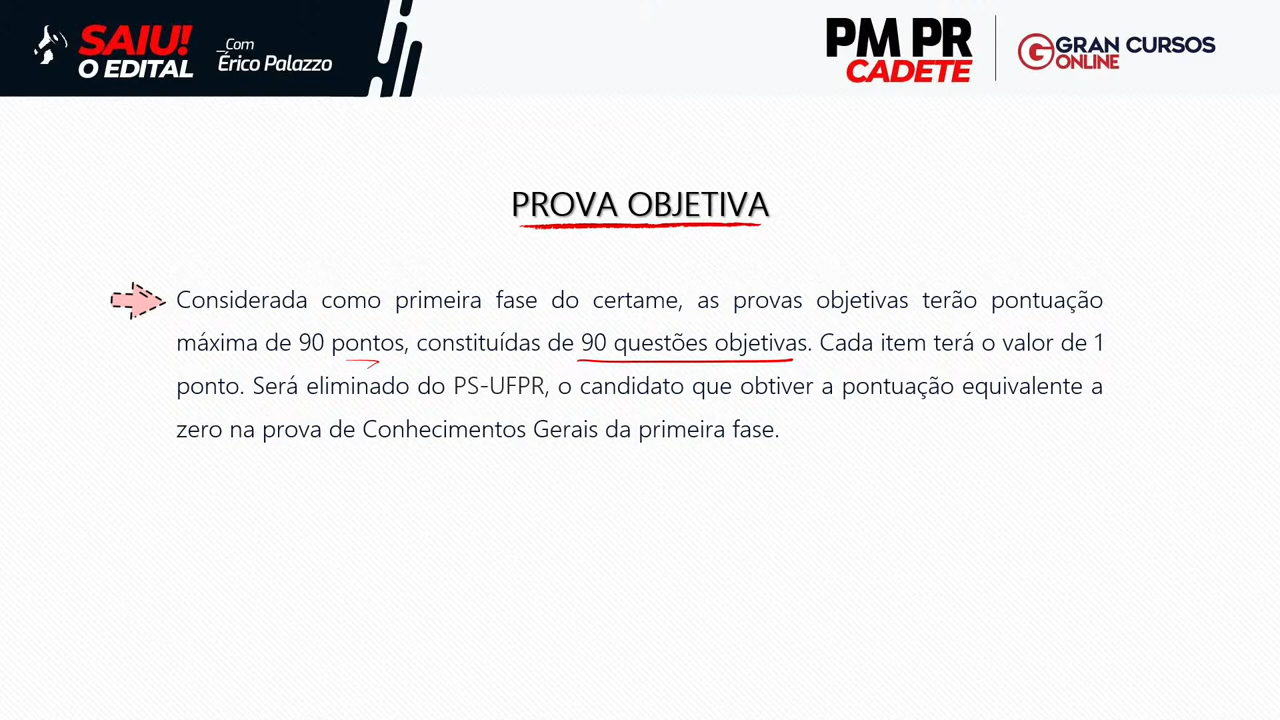 SAIU!
O EDITAL
_Com
Érico Palazzo
PM PR
CADETE
GRAN CURSOS
ONLINE
PROVA OBJETIVA
Considerada como primeira fase do certame, as provas objetivas terão pontuação
máxima de 90 pontos, constituídas de 90 questões objetivas. Cada item terá o valor de 1
ponto. Será eliminado do PS-UFPR, o candidato que obtiver a pontuação equivalente a
zero na prova de Conhecimentos Gerais da primeira fase.